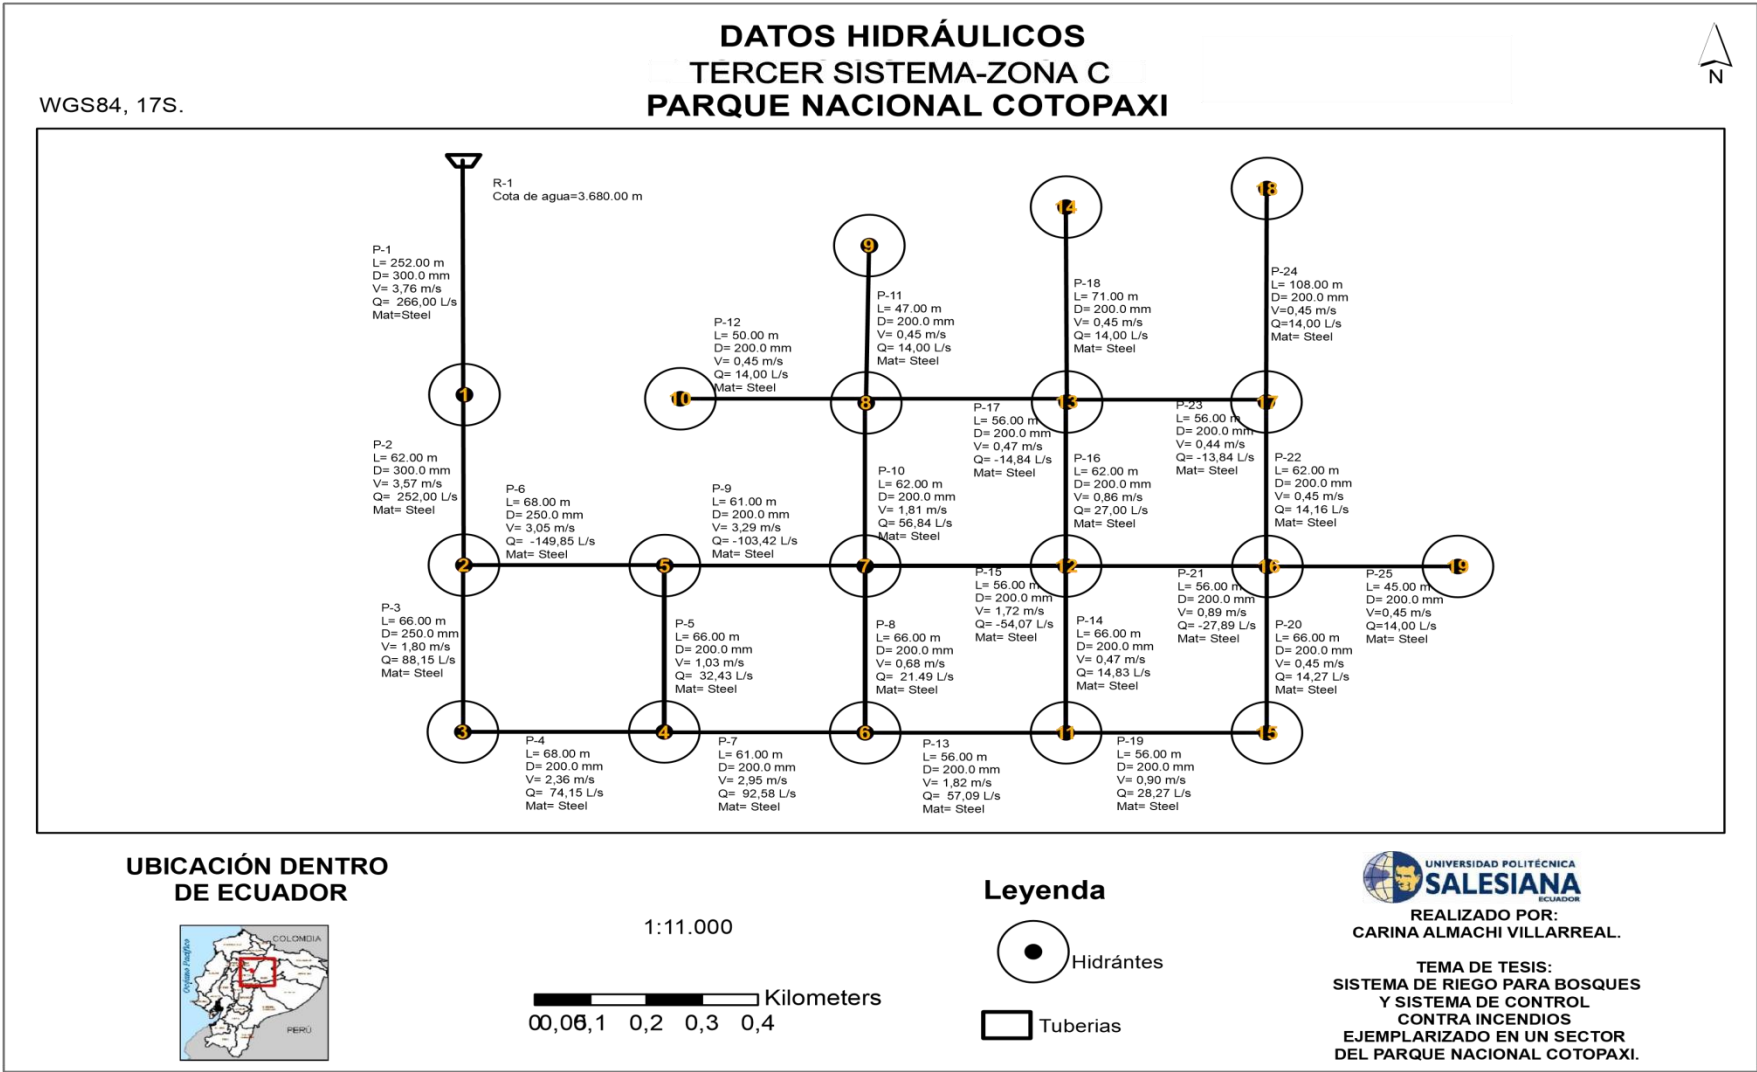 DATOS HIDRÁULICOS
TERCER SISTEMA-ZONA C
PARQUE NACIONAL COTOPAXI
WGS84, 17S.
N
R-1
Cota de agua=3.680.00 m
P-1
L= 252.00 m
D= 300.0 mm
V= 3,76 m/s
Q= 266,00 L/s
Mat=Steel
P-2
L= 62.00 m
D= 300.0 mm
V= 3,57 m/s
Q= 252,00 L/s
Mat= Steel
P-3
L= 66.00 m
D= 250.0 mm
V= 1,80 m/s
Q= 88,15 L/s
Mat= Steel
P-6
L= 68.00 m
D= 250.0 mm
V= 3,05 m/s
Q= -149,85 L/s
Mat= Steel
P-9
L= 61.00 m
D= 200.0 mm
V= 3,29 m/s
Q= -103,42 L/s
Mat= Steel
P-5
L= 66.00 m
D= 200.0 mm
V= 1,03 m/s
Q= 32,43 L/s
Mat= Steel
P-4
L= 68.00 m
D= 200.0 mm
V= 2,36 m/s
Q= 74,15 L/s
Mat= Steel
P-7
L= 61.00 m
D= 200.0 mm
V= 2,95 m/s
Q= 92,58 L/s
Mat= Steel
P-12
L= 50.00 m
D= 200.0 mm
V= 0,45 m/s
Q= 14,00 L/s
Mat= Steel
P-11
L= 47.00 m
D= 200.0 mm
V= 0,45 m/s
Q= 14,00 L/s
Mat= Steel
P-10
L= 62.00 m
D= 200.0 mm
V= 1,81 m/s
Q= 56,84 L/s
Mat= Steel
P-8
L= 66.00 m
D= 200.0 mm
V= 0,68 m/s
Q= 21.49 L/s
Mat= Steel
P-13
L= 56.00 m
D= 200.0 mm
V= 1,82 m/s
Q= 57,09 L/s
Mat= Steel
P-17
L= 56.00 m
D= 200.0 mm
V= 0,47 m/s
Q= -14,84 L/s
Mat= Steel
P-15
L= 56.00 m
D= 200.0 mm
V= 1,72 m/s
Q= -54,07 L/s
Mat= Steel
P-18
L= 71.00 m
D= 200.0 mm
V= 0,45 m/s
Q= 14,00 L/s
Mat= Steel
P-16
L= 62.00 m
D= 200.0 mm
V= 0,86 m/s
Q= 27,00 L/s
Mat= Steel
P-14
L= 66.00 m
D= 200.0 mm
V= 0,47 m/s
Q= 14,83 L/s
Mat= Steel
P-19
L= 56.00 m
D= 200.0 mm
V= 0,90 m/s
Q= 28,27 L/s
Mat= Steel
P-23
L= 56.00 m
D= 200.0 mm
V= 0,44 m/s
Q= -13,84 L/s
Mat= Steel
P-21
L= 56.00 m
D= 200.0 mm
V= 0,89 m/s
Q= -27,89 L/s
Mat= Steel
P-24
L= 108.00 m
D= 200.0 mm
V=0,45 m/s
Q=14,00 L/s
Mat= Steel
P-22
L= 62.00 m
D= 200.0 mm
V= 0,45 m/s
Q= 14,16 L/s
Mat= Steel
P-20
L= 66.00 m
D= 200.0 mm
V= 0,45 m/s
Q= 14,27 L/s
Mat= Steel
P-25
L= 45.00 m
D= 200.0 mm
V=0,45 m/s
Q=14,00 L/s
Mat= Steel
1
2
3
4
5
6
7
8
9
10
11
12
13
14
15
16
17
18
19
UBICACIÓN DENTRO
DE ECUADOR
COLOMBIA
Océano Pacífico
PERÚ
1:11.000
Kilometers
0 0,05 0,1 0,2 0,3 0,4
Leyenda
Hidrántes
Tuberias
UNIVERSIDAD POLITÉCNICA
SALESIANA
ECUADOR
REALIZADO POR:
CARINA ALMACHI VILLARREAL.
TEMA DE TESIS:
SISTEMA DE RIEGO PARA BOSQUES
Y SISTEMA DE CONTROL
CONTRA INCENDIOS
EJEMPLARIZADO EN UN SECTOR
DEL PARQUE NACIONAL COTOPAXI.